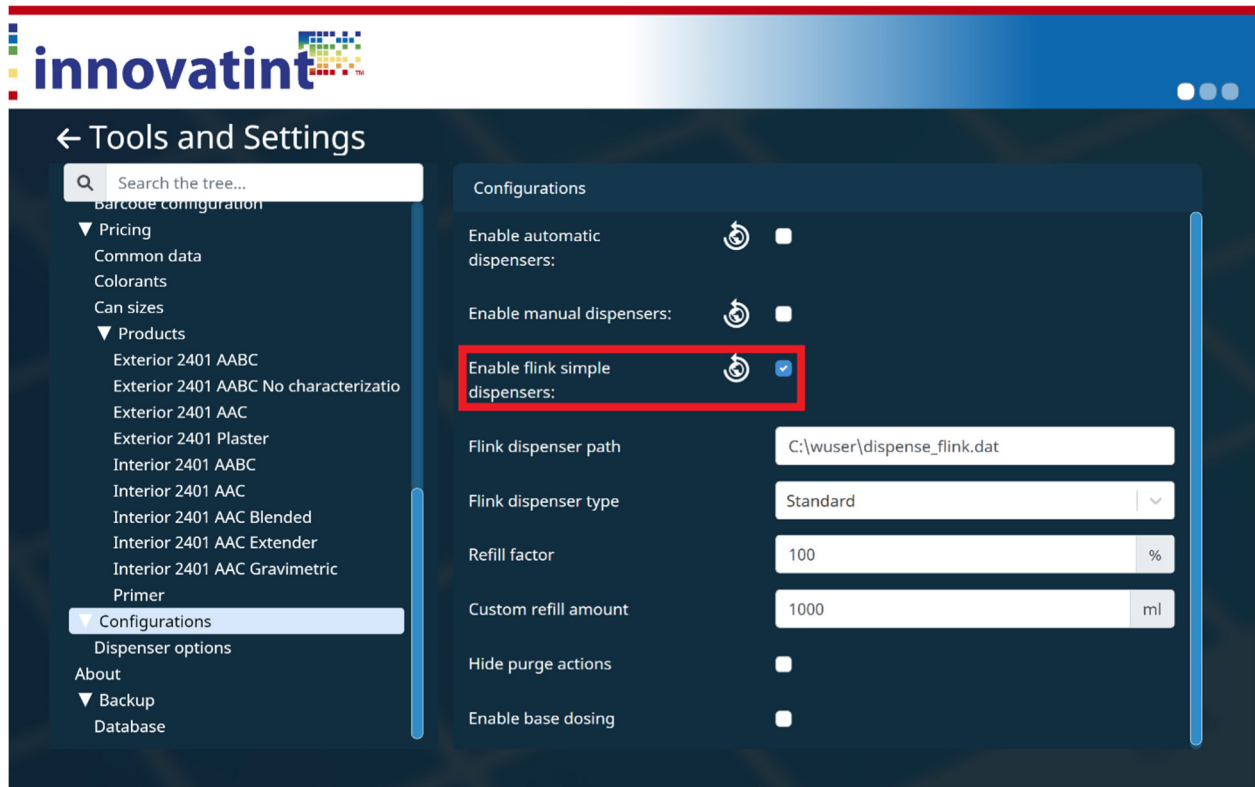 innovatint
TM
← Tools and Settings
Search the tree...
Barcode configuration
▼ Pricing
Common data
Colorants
Can sizes
▼ Products
Exterior 2401 AABC
Exterior 2401 AABC No characterizatio
Exterior 2401 AAC
Exterior 2401 Plaster
Interior 2401 AABC
Interior 2401 AAC
Interior 2401 AAC Blended
Interior 2401 AAC Extender
Interior 2401 AAC Gravimetric
Primer
Configurations
Dispenser options
About
▼ Backup
Database
Configurations
Enable automatic
dispensers:
Enable manual dispensers:
Enable flink simple
dispensers:
Flink dispenser path
C:\wuser\dispense_flink.dat
Flink dispenser type
Standard
Refill factor
100 %
Custom refill amount
1000 ml
Hide purge actions
Enable base dosing